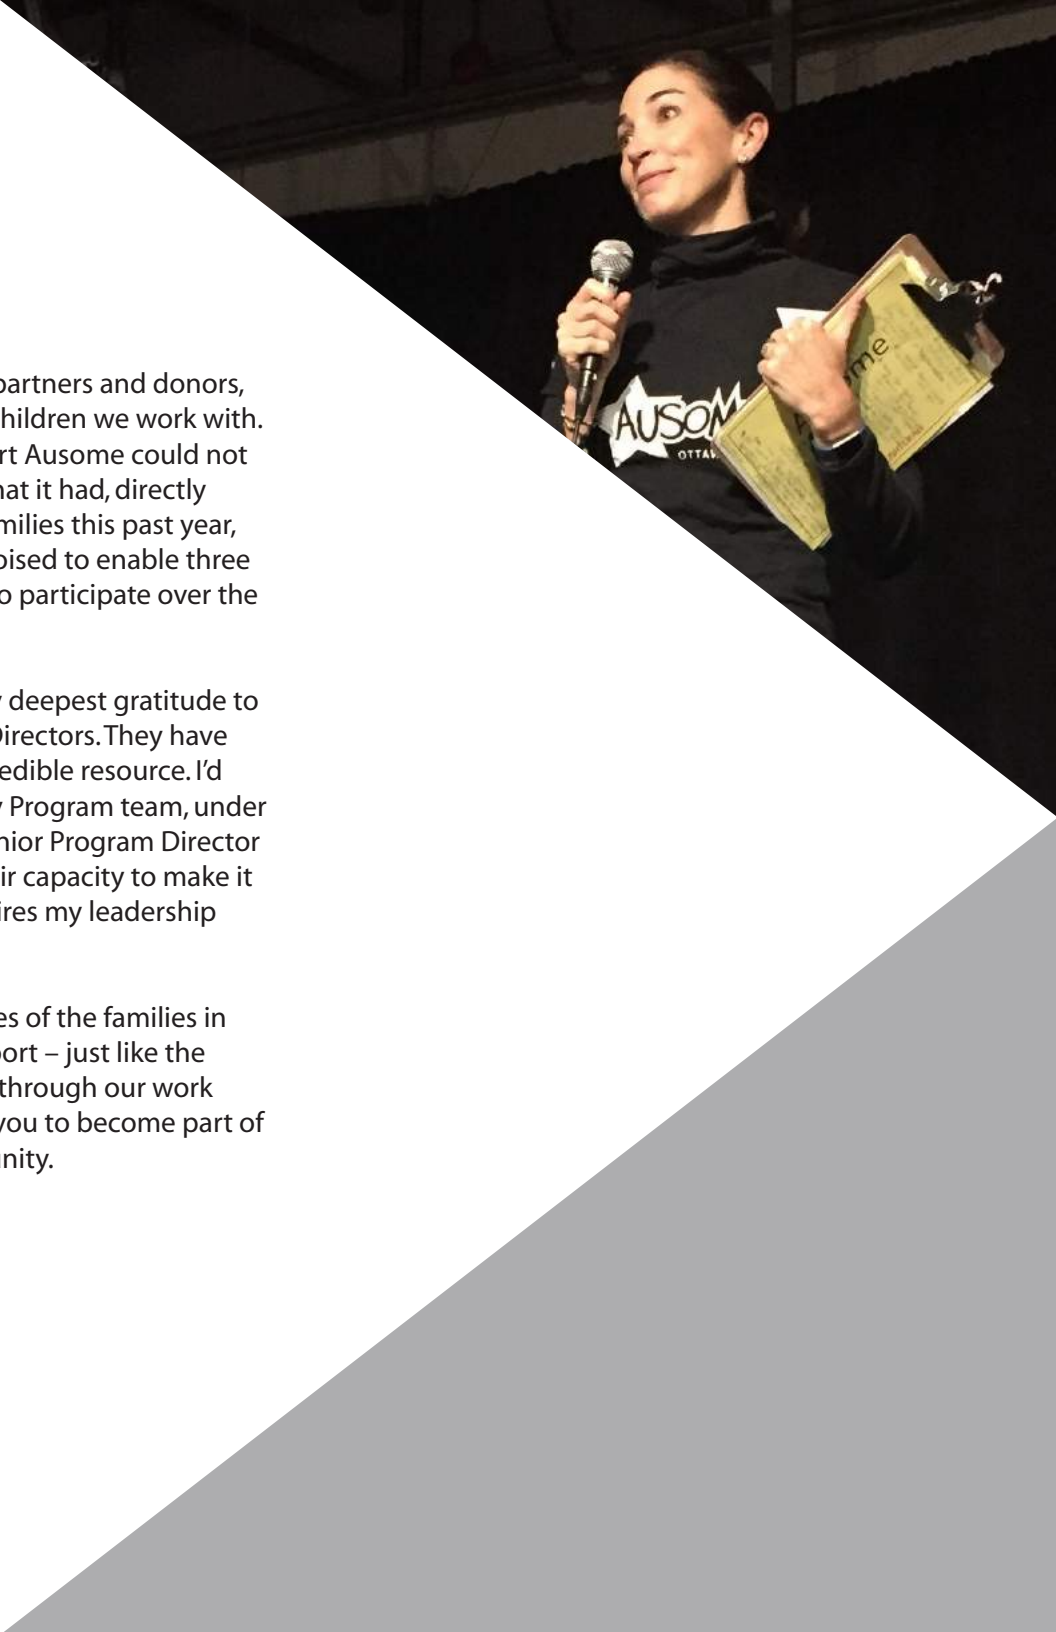 AUSOM
OTTA
me
partners and donors,
hildren we work with.
rt Ausome could not
hat it had, directly
milies this past year,
oised to enable three
o participate over the
deepest gratitude to
Directors. They have
edible resource. I'd
Program team, under
nior Program Director
ir capacity to make it
ires my leadership
es of the families in
ort – just like the
through our work
you to become part of
nity.